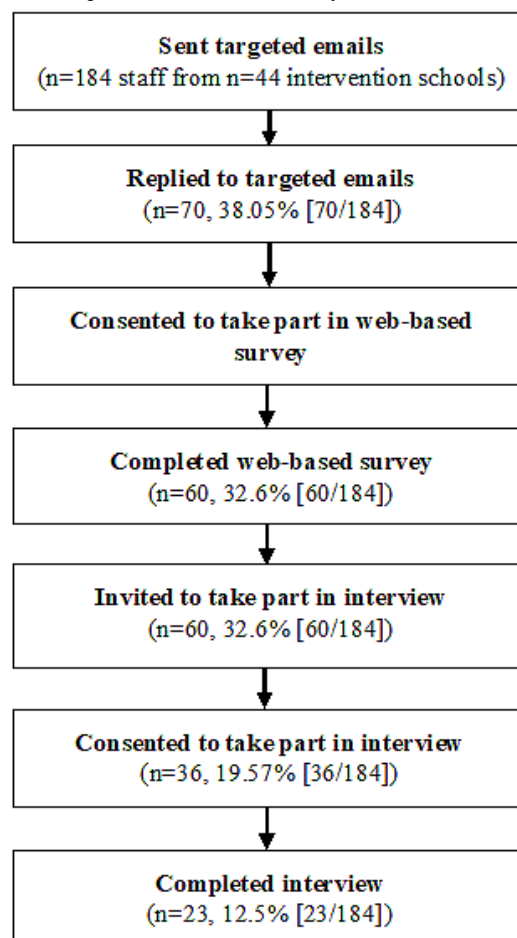 Sent targeted emails
(n=184 staff from n=44 intervention schools)
Replied to targeted emails
(n=70, 38.05% [70/184])
Consented to take part in web-based
survey
Completed web-based survey
(n=60, 32.6% [60/184])
Invited to take part in interview
(n=60, 32.6% [60/184])
Consented to take part in interview
(n=36, 19.57% [36/184])
Completed interview
(n=23, 12.5% [23/184])